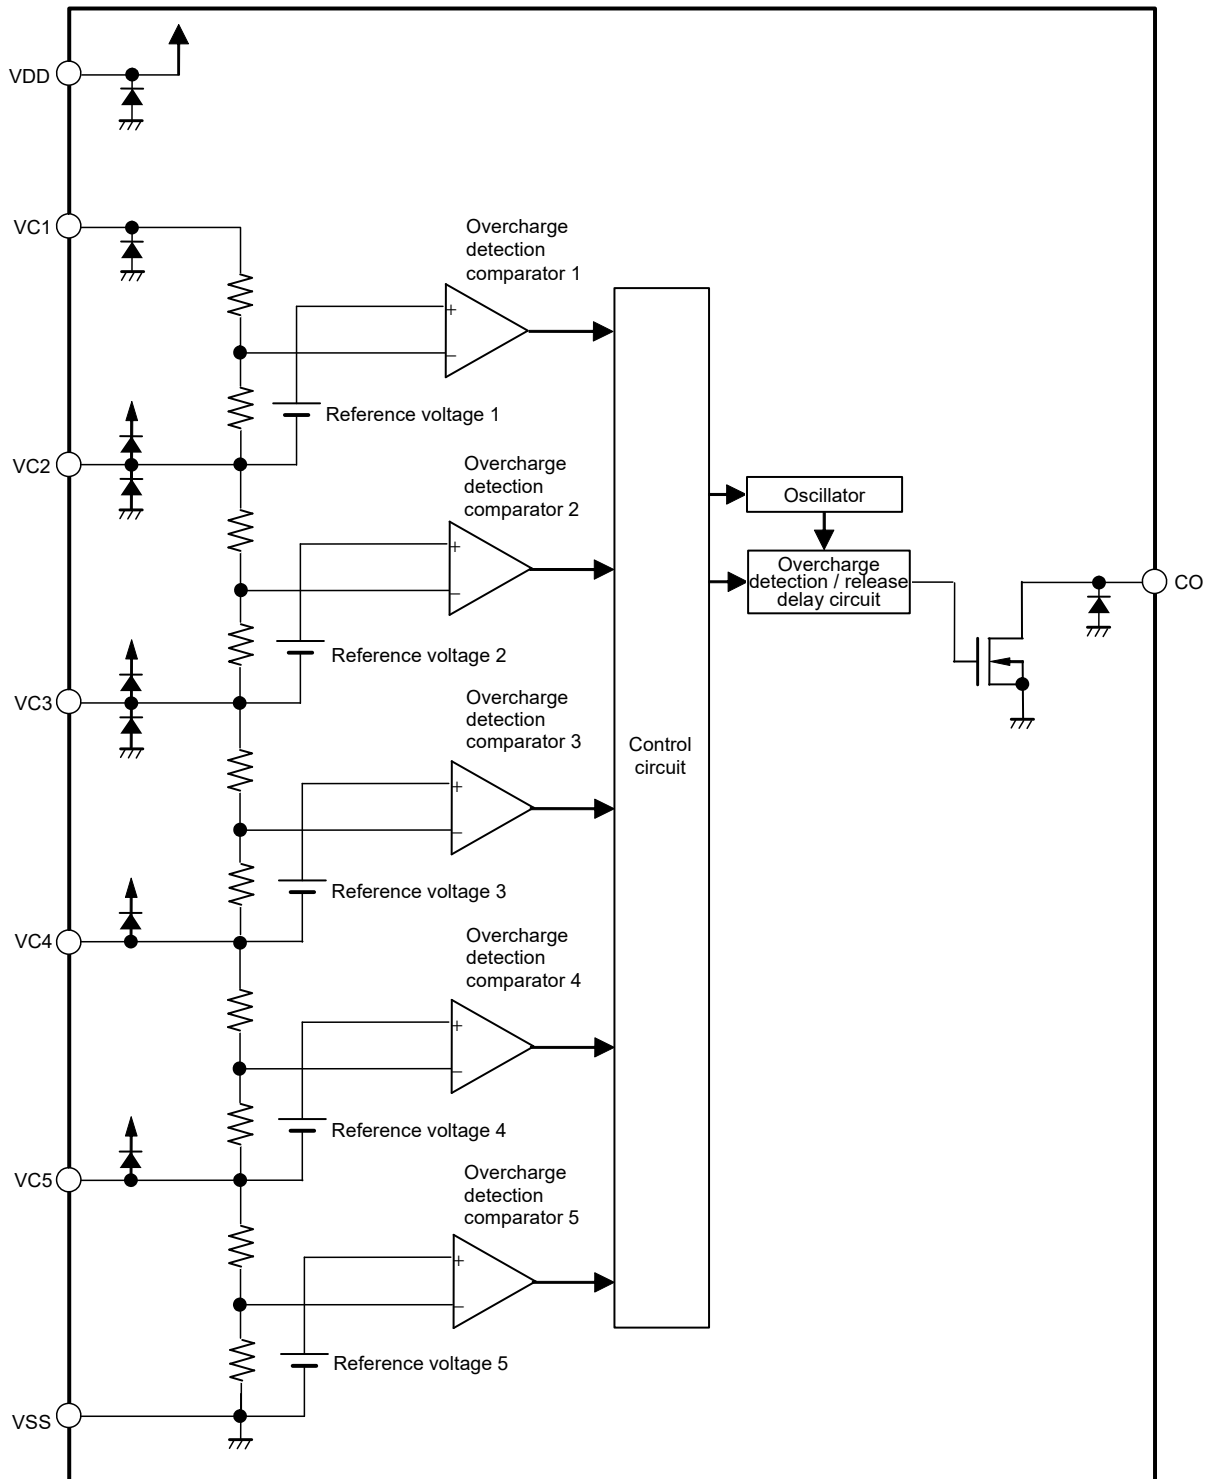 VDD
VC1
Overcharge
detection
comparator 1
+
−
Reference voltage 1
VC2
Overcharge
detection
comparator 2
+
−
Oscillator
Overcharge
detection / release
delay circuit
CO
Reference voltage 2
VC3
Overcharge
detection
comparator 3
Control
circuit
+
−
Reference voltage 3
VC4
Overcharge
detection
comparator 4
+
−
Reference voltage 4
VC5
Overcharge
detection
comparator 5
+
−
Reference voltage 5
VSS